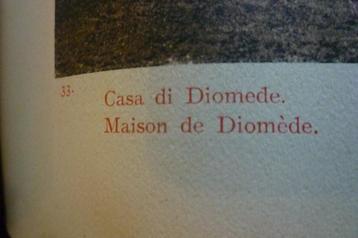 33.
Casa di Diomede.
Maison de Diomède.